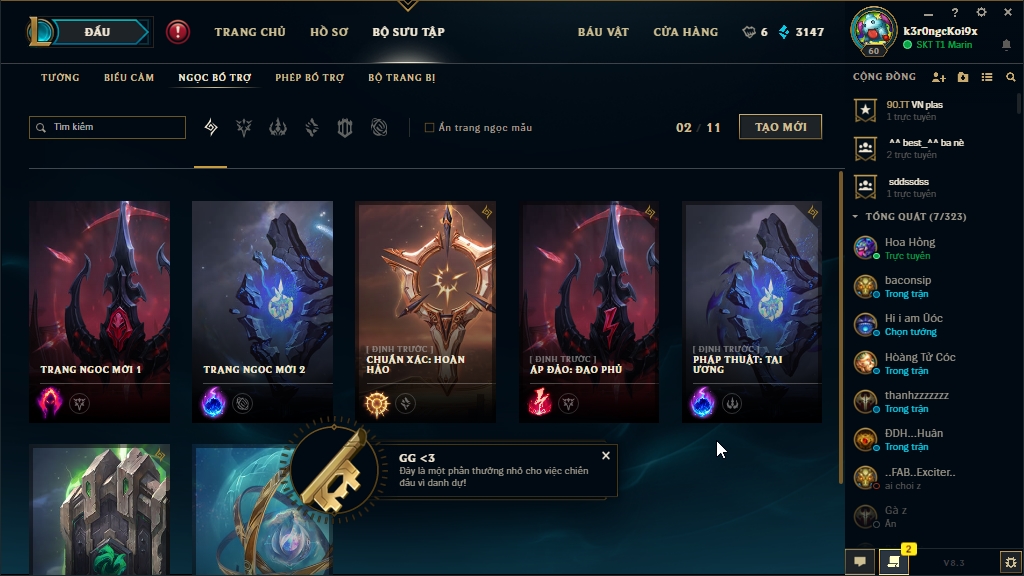 ĐẤU
TRANG CHỦ
HỒ SƠ
BỘ SƯU TẬP
BÁU VẬT
CỬA HÀNG
6
3147
60
k3r0ngcKoi9x
SKT T1 Marin
TƯỚNG
BIỂU CẢM
NGỌC BỔ TRỢ
PHÉP BỔ TRỢ
BỘ TRANG BỊ
Tìm kiếm
Ẩn trang ngọc mẫu
02 / 11
TẠO MỚI
TRANG NGỌC MỚI 1
TRANG NGỌC MỚI 2
[ ĐỊNH TRƯỚC ]
CHUẨN XÁC: HOÀN
HẢO
[ ĐỊNH TRƯỚC ]
ÁP ĐẢO: ĐAO PHỦ
[ ĐỊNH TRƯỚC ]
PHÁP THUẬT: TAI
ƯƠNG
GG <3
Đây là một phần thưởng nhỏ cho việc chiến
đấu vì danh dự!
CỘNG ĐỒNG
90.TT VN plas
1 trực tuyến
^^ best_^^ ba nè
2 trực tuyến
sddssdss
1 trực tuyến
TỔNG QUÁT (7/323)
Hoa Hồng
Trực tuyến
baconsip
Trong trận
Hi i am Úóc
Chọn tướng
Hoàng Tử Cóc
Trong trận
thanhzzzzzzz
Trong trận
ĐDH...Huân
Trong trận
..FAB..Exciter..
ai choi z
Gà z
Ẩn
2
V8.3